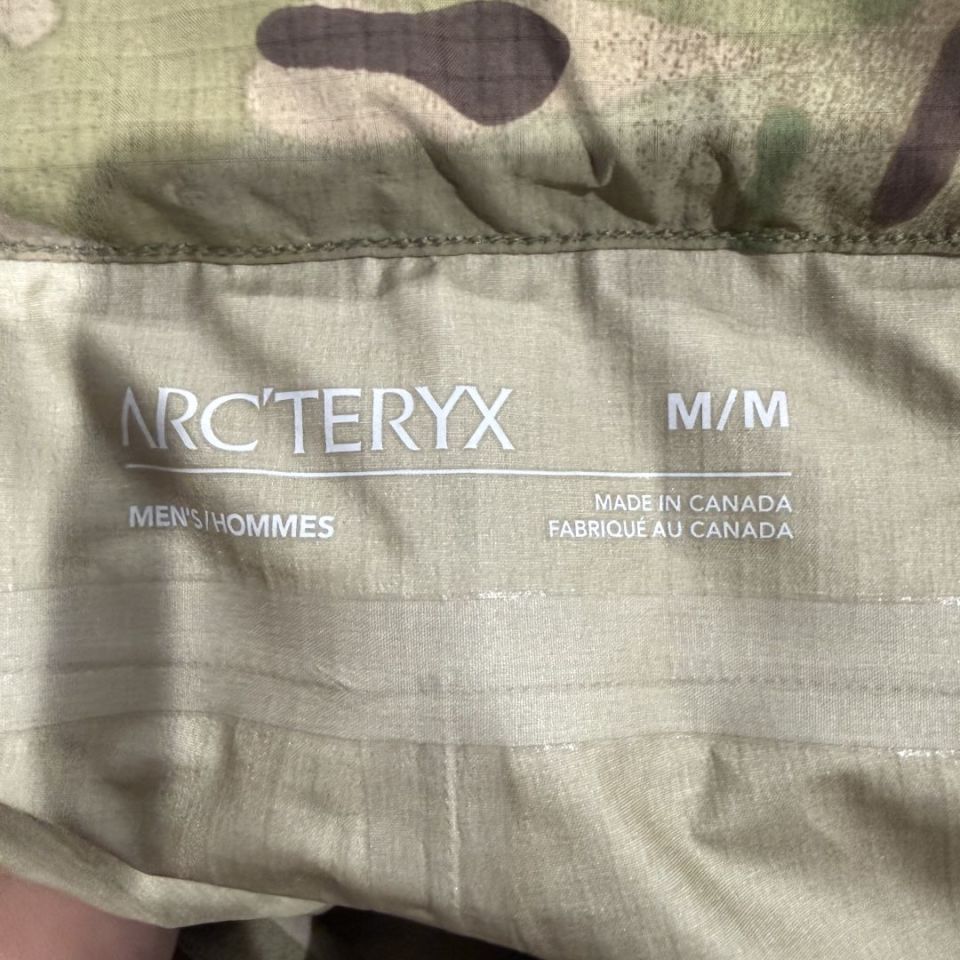 ARC'TERYX
M/M
MEN'S/HOMMES
MADE IN CANADA
FABRIQUÉ AU CANADA